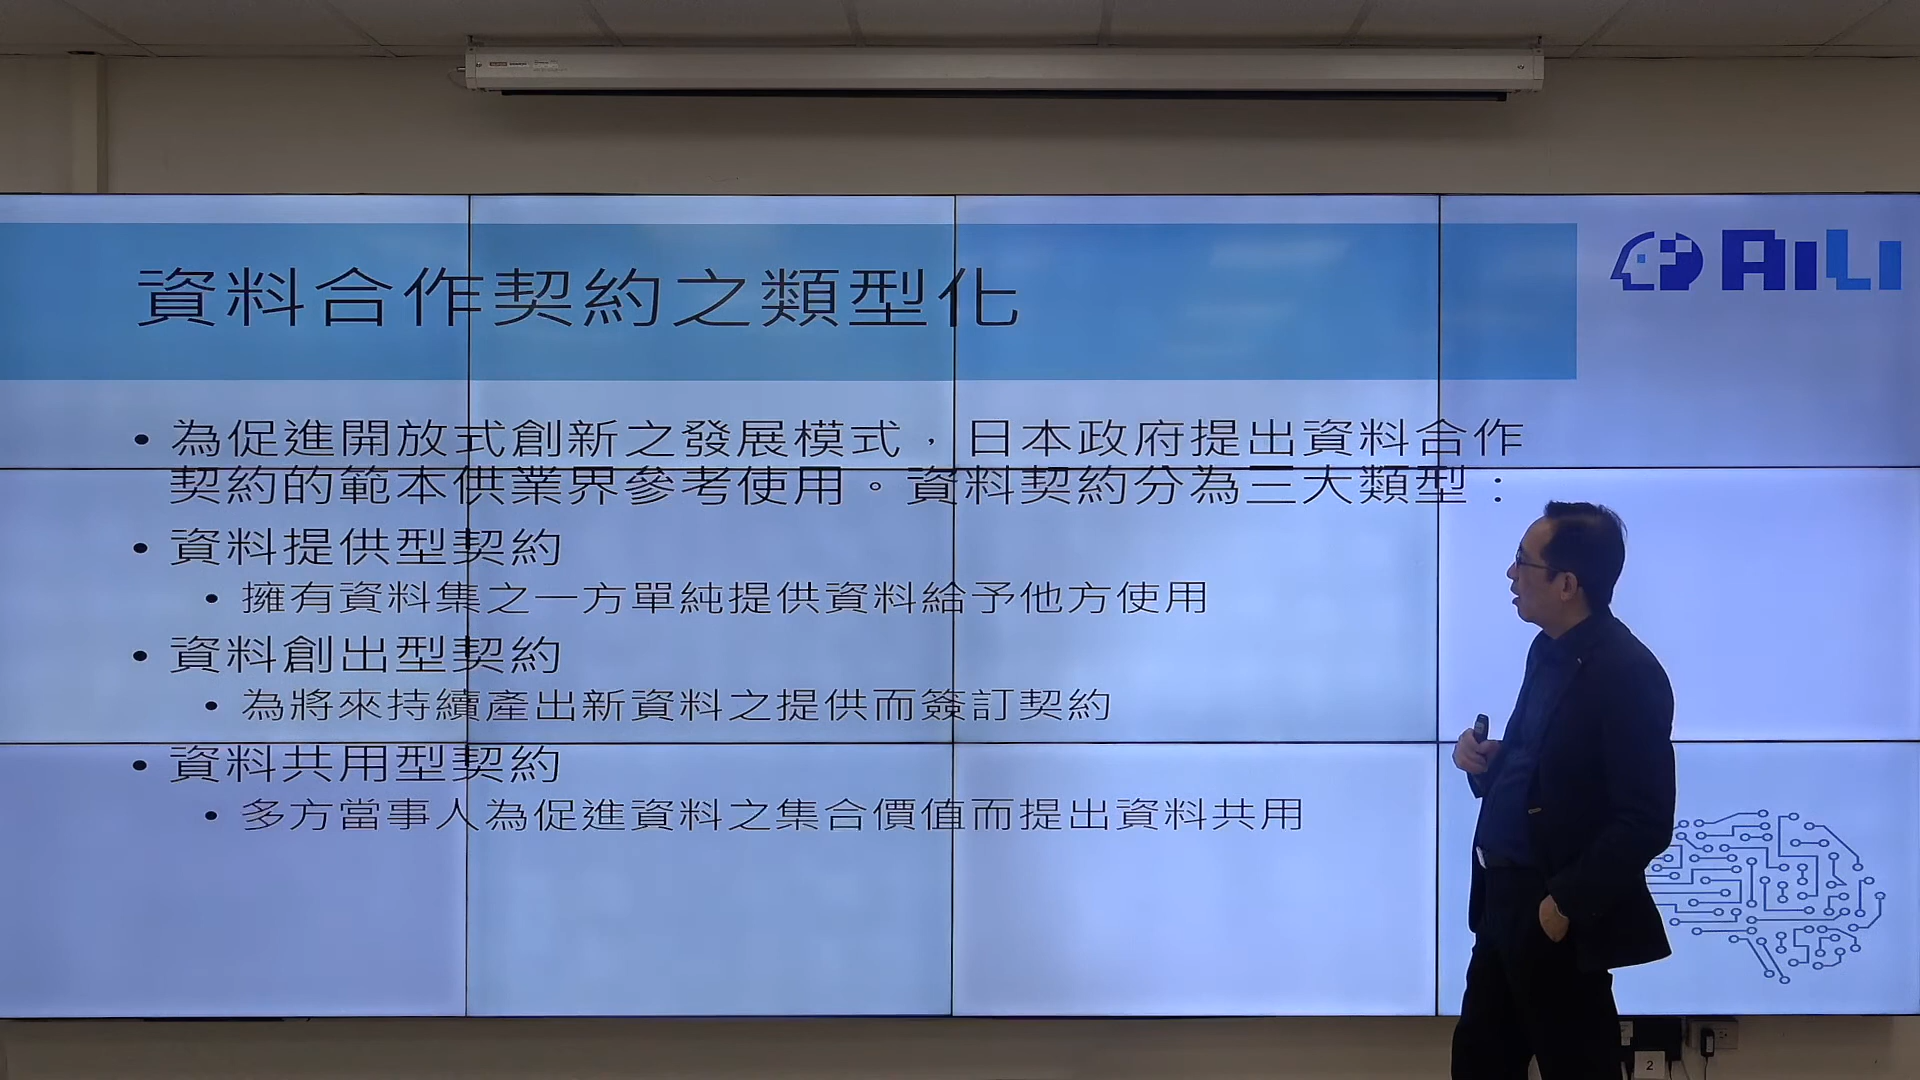 資料合作契約之類型化
AILI
• 為促進開放式創新之發展模式，日本政府提出資料合作
契約的範本供業界參考使用。資料契約分為三大類型：
• 資料提供型契約
• 擁有資料集之一方單純提供資料給予他方使用
• 資料創出型契約
• 為將來持續產出新資料之提供而簽訂契約
• 資料共用型契約
• 多方當事人為促進資料之集合價值而提出資料共用
2